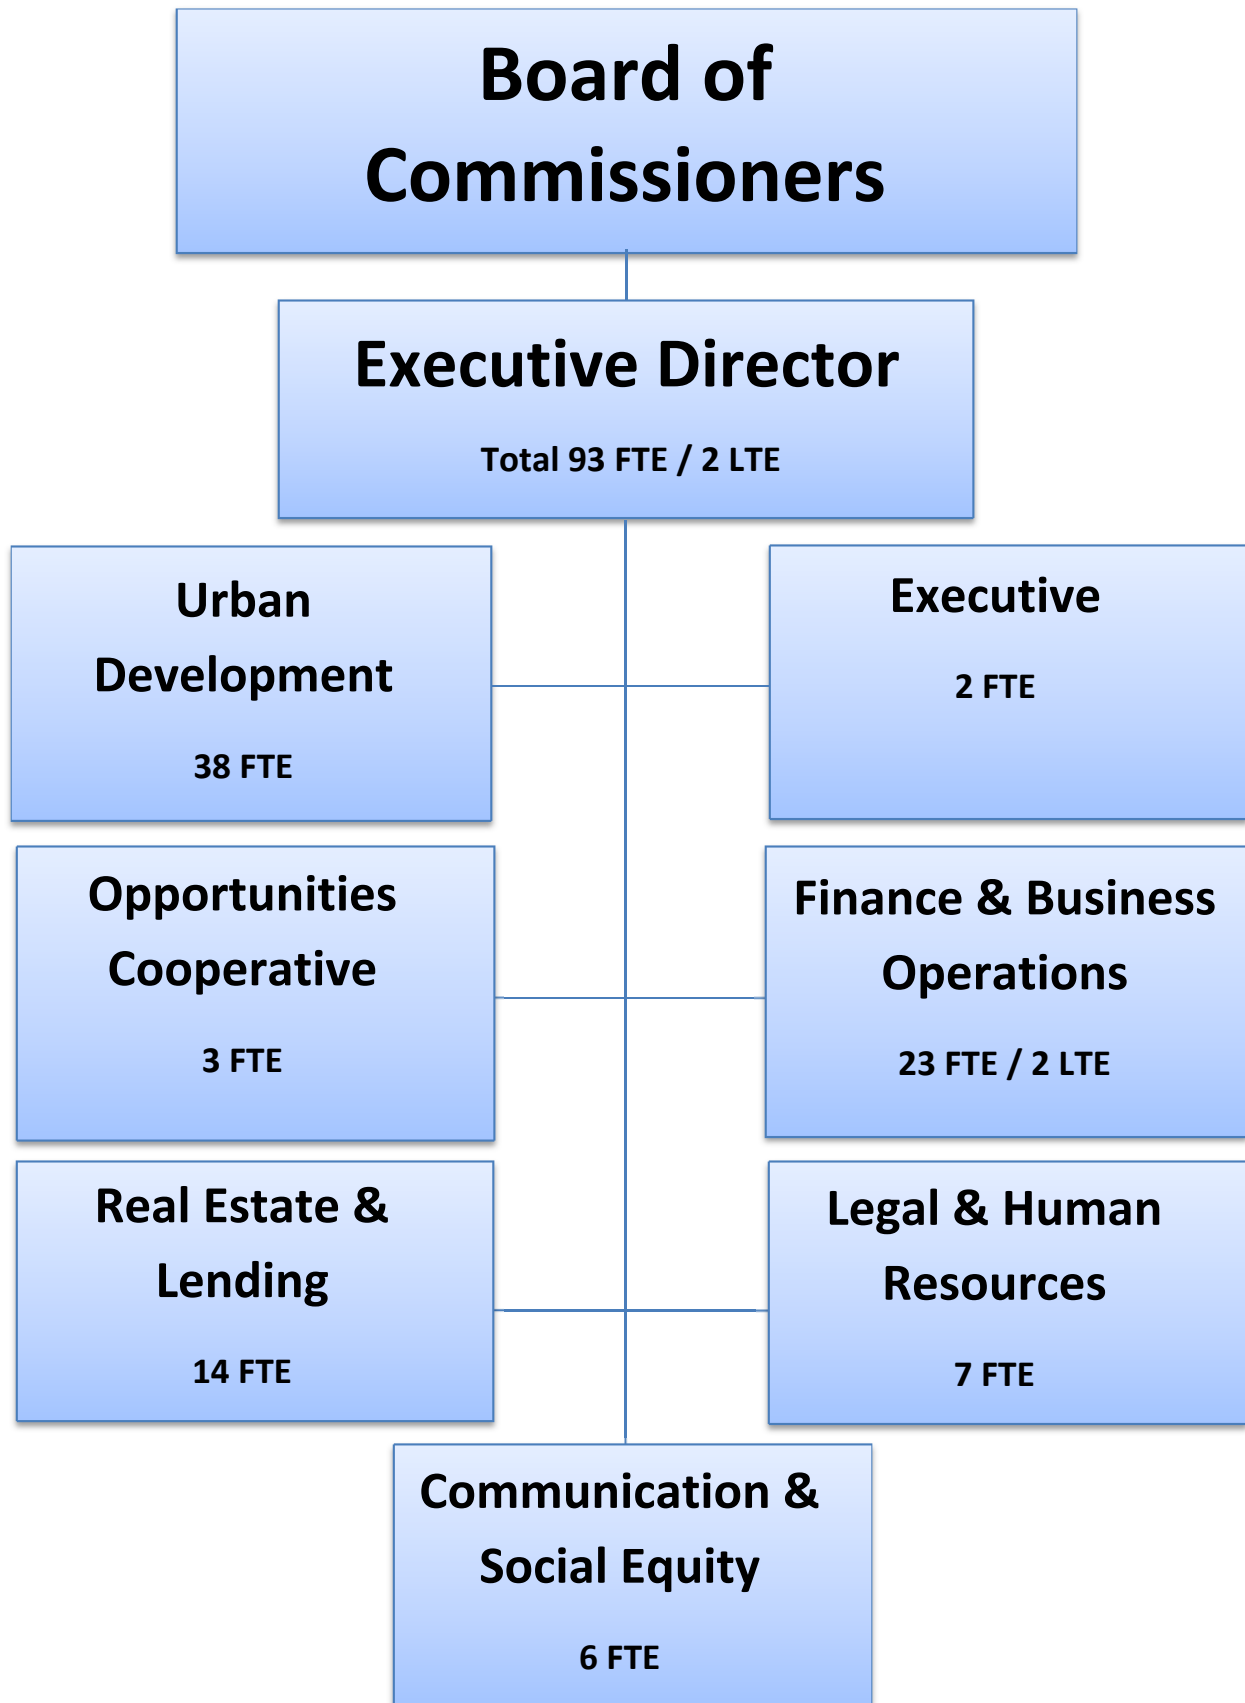 Board of
Commissioners
Executive Director
Total 93 FTE / 2 LTE
Urban
Development
38 FTE
Executive
2 FTE
Opportunities
Cooperative
3 FTE
Finance & Business
Operations
23 FTE / 2 LTE
Real Estate &
Lending
14 FTE
Legal & Human
Resources
7 FTE
Communication &
Social Equity
6 FTE